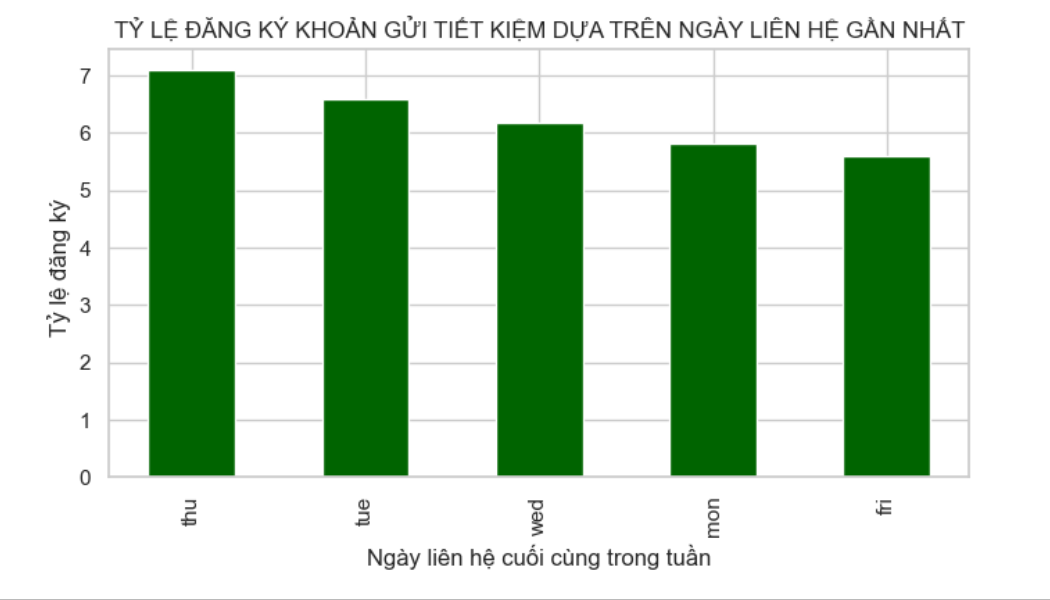 TỶ LỆ ĐĂNG KÝ KHOẢN GỬI TIẾT KIỆM DỰA TRÊN NGÀY LIÊN HỆ GẦN NHẤT
7
6
5
4
3
2
1
0
Tỷ lệ đăng ký
thu
tue
wed
mon
fri
Ngày liên hệ cuối cùng trong tuần